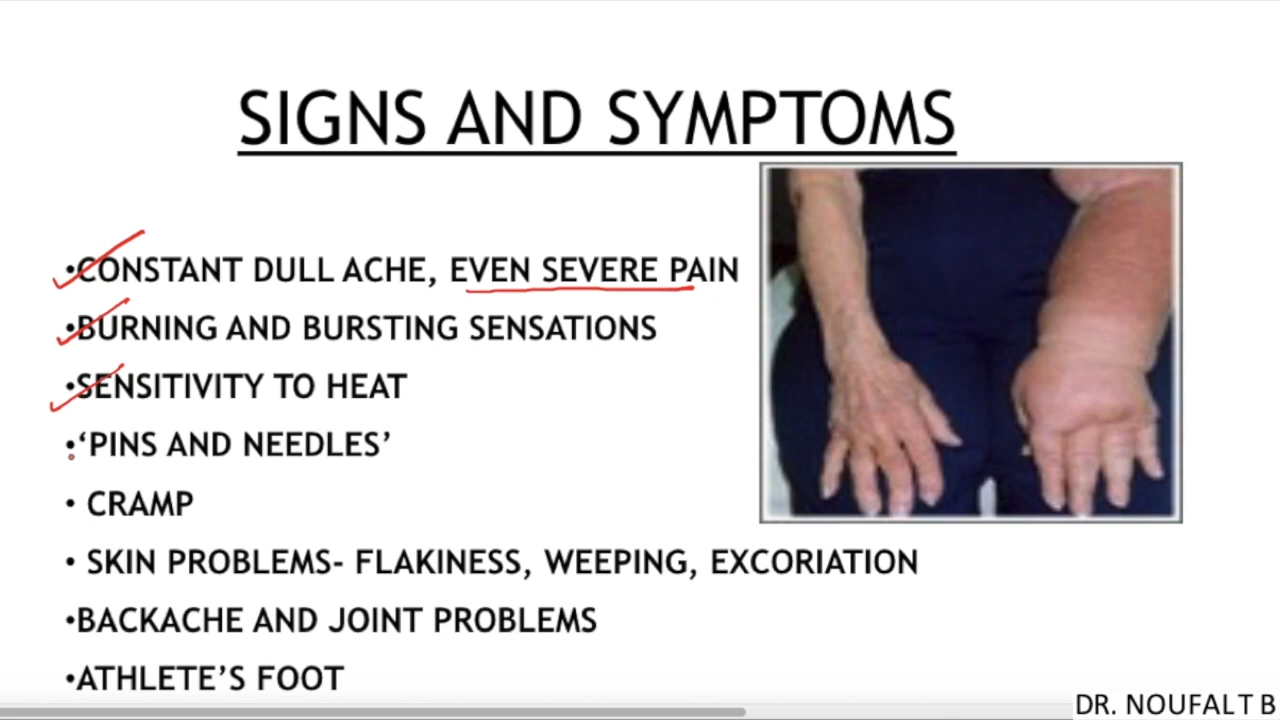 SIGNS AND SYMPTOMS
•CONSTANT DULL ACHE, EVEN SEVERE PAIN
•BURNING AND BURSTING SENSATIONS
•SENSITIVITY TO HEAT
•‘PINS AND NEEDLES’
• CRAMP
• SKIN PROBLEMS- FLAKINESS, WEEPING, EXCORIATION
•BACKACHE AND JOINT PROBLEMS
•ATHLETE’S FOOT
DR. NOUFALT B